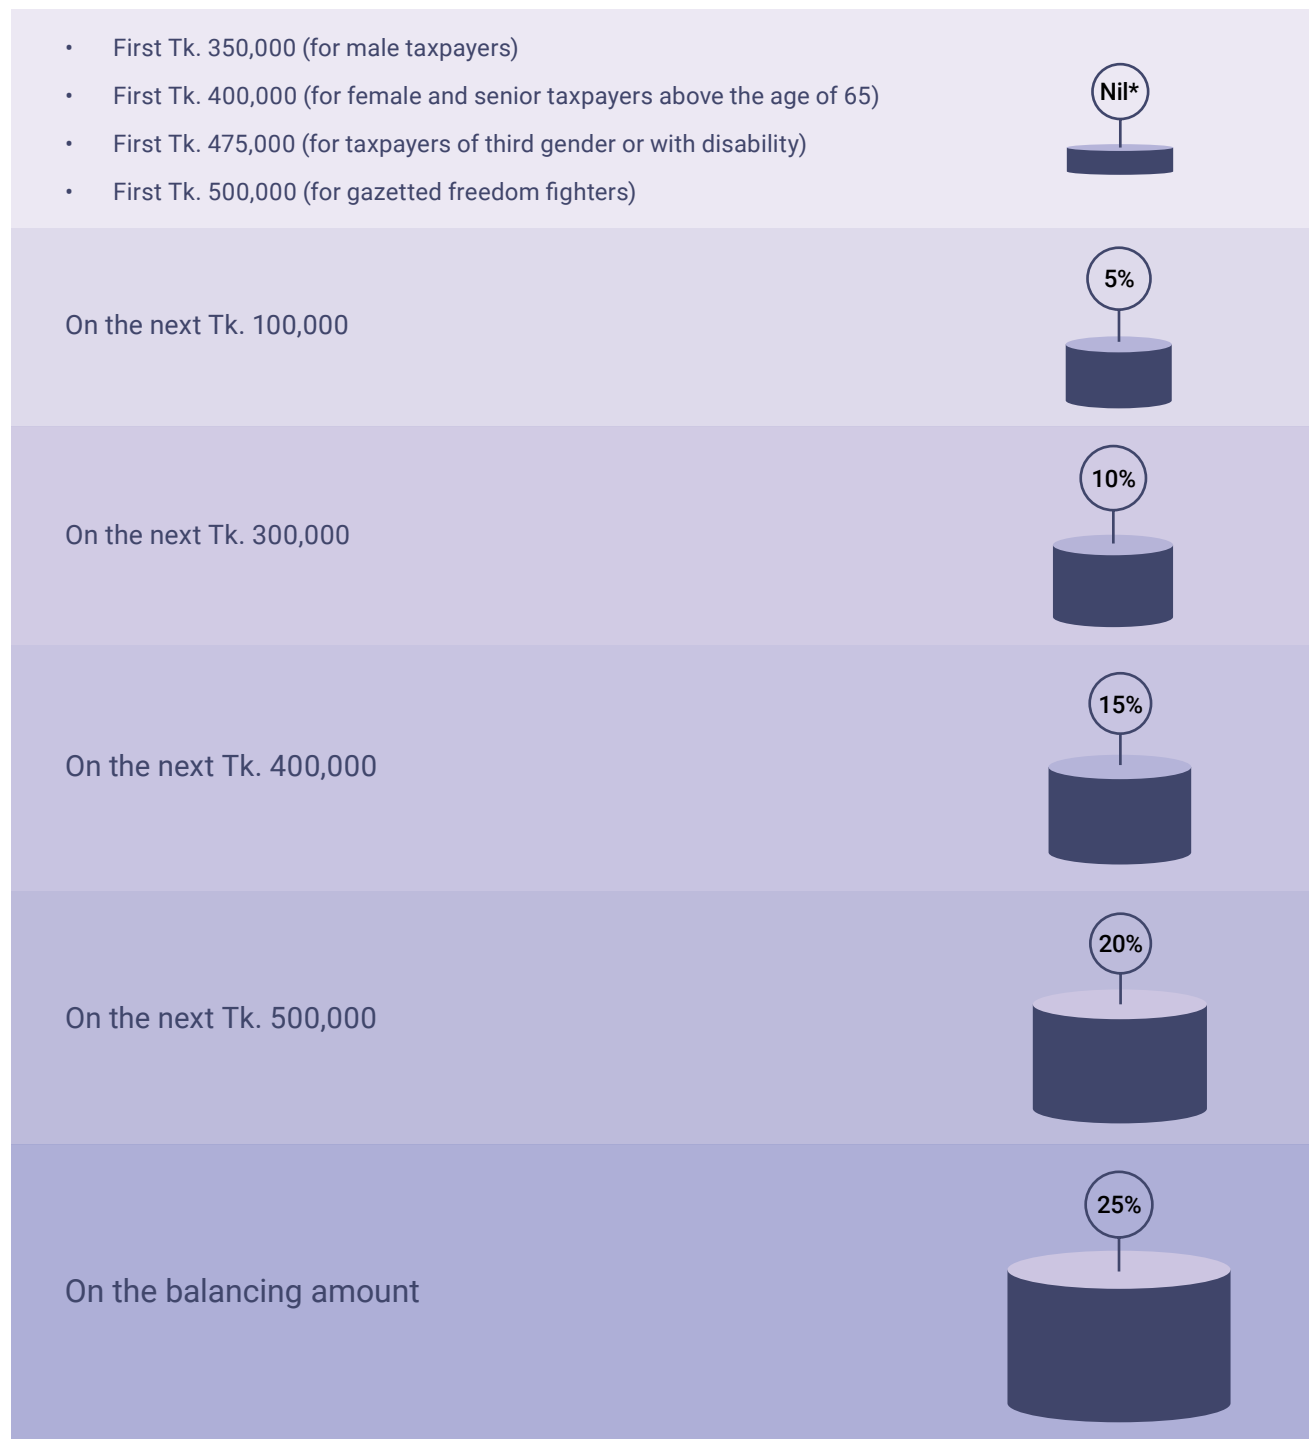 • First Tk. 350,000 (for male taxpayers)
• First Tk. 400,000 (for female and senior taxpayers above the age of 65)
• First Tk. 475,000 (for taxpayers of third gender or with disability)
• First Tk. 500,000 (for gazetted freedom fighters)
Nil*
On the next Tk. 100,000
5%
On the next Tk. 300,000
10%
On the next Tk. 400,000
15%
On the next Tk. 500,000
20%
On the balancing amount
25%